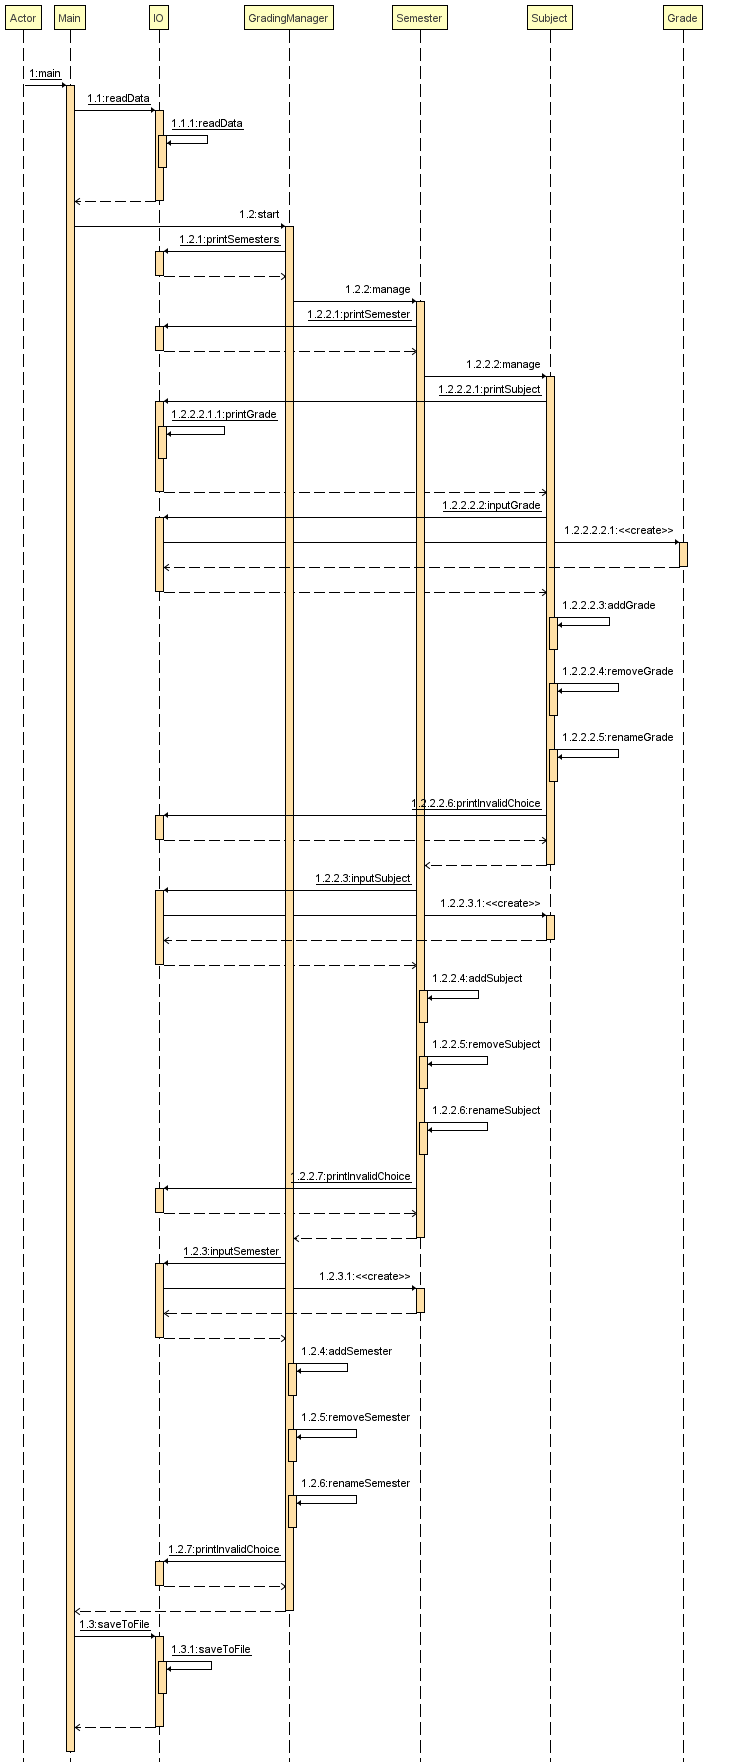 Actor Main IO GradingManager Semester Subject Grade
1:main
1.1:readData
1.1.1:readData
1.2:start
1.2.1:printSemesters
1.2.2:manage
1.2.2.1:printSemester
1.2.2.2:manage
1.2.2.2.1:printSubject
1.2.2.2.1.1:printGrade
1.2.2.2.2:inputGrade
1.2.2.2.2.1:<<create>>
1.2.2.2.3:addGrade
1.2.2.2.4:removeGrade
1.2.2.2.5:renameGrade
1.2.2.2.6:printInvalidChoice
1.2.2.3:inputSubject
1.2.2.3.1:<<create>>
1.2.2.4:addSubject
1.2.2.5:removeSubject
1.2.2.6:renameSubject
1.2.2.7:printInvalidChoice
1.2.3:inputSemester
1.2.3.1:<<create>>
1.2.4:addSemester
1.2.5:removeSemester
1.2.6:renameSemester
1.2.7:printInvalidChoice
1.3:saveToFile
1.3.1:saveToFile